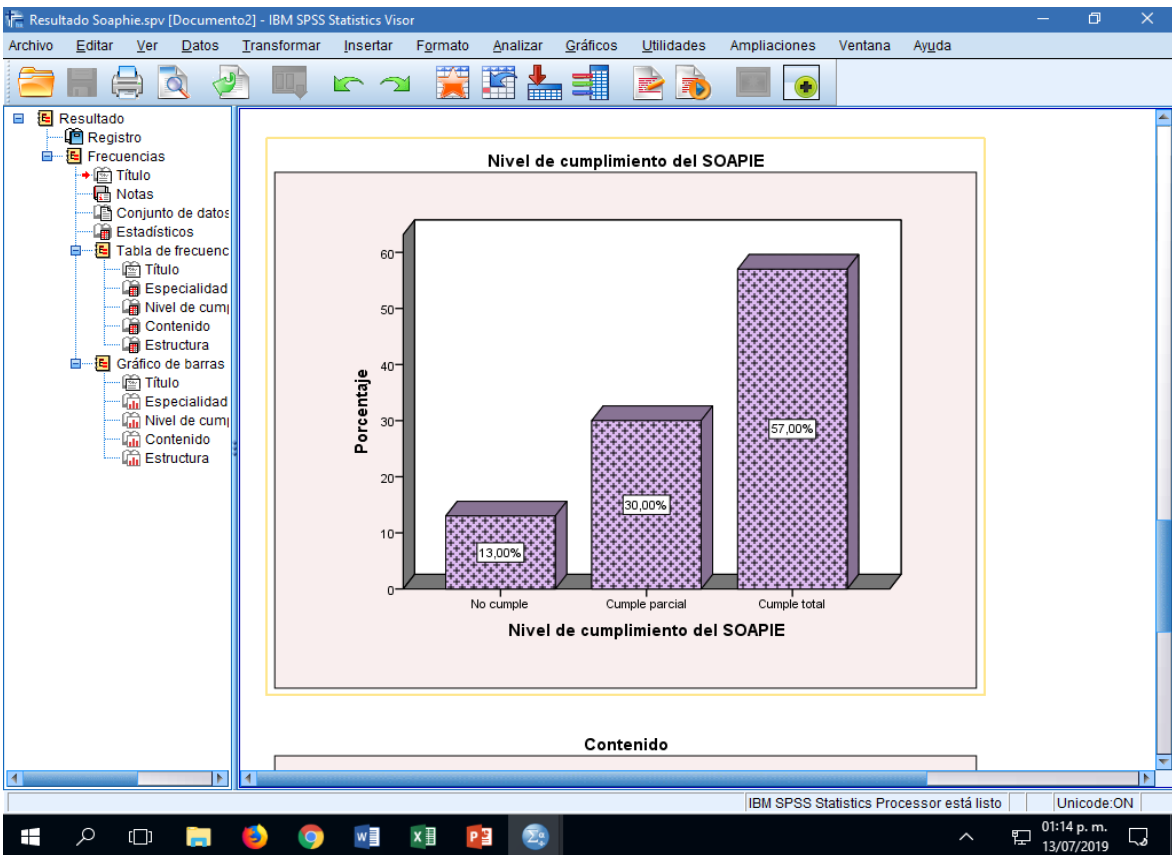 Resultado Soaphie.spv [Documento2] - IBM SPSS Statistics Visor
Archivo Editar Ver Datos Transformar Insertar Formato Analizar Gráficos Utilidades Ampliaciones Ventana Ayuda
Resultado
Registro
Frecuencias
Título
Notas
Conjunto de datos
Estadísticos
Tabla de frecuenc
Título
Especialidad
Nivel de cum
Contenido
Estructura
Gráfico de barras
Título
Especialidad
Nivel de cum
Contenido
Estructura
Nivel de cumplimiento del SOAPIE
Porcentaje
60
50
40
30
20
10
0
13,00%
30,00%
57,00%
No cumple Cumple parcial Cumple total
Nivel de cumplimiento del SOAPIE
Contenido
IBM SPSS Statistics Processor está listo Unicode:ON
01:14 p. m.
13/07/2019